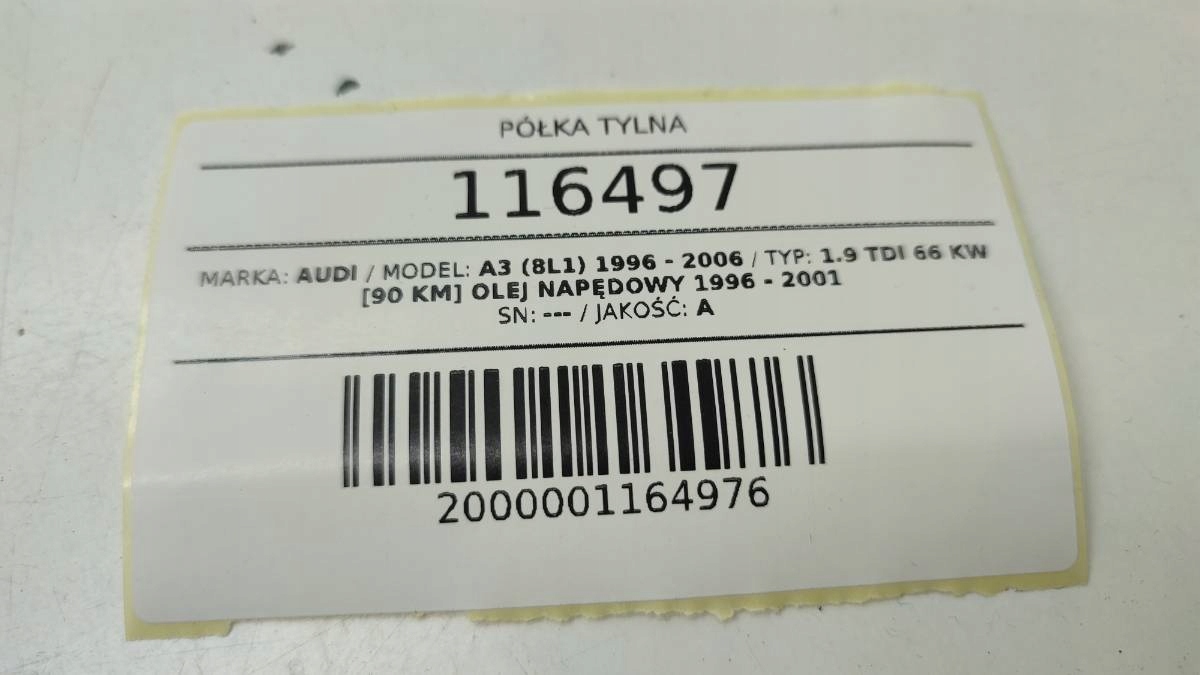 PÓŁKA TYLNA
116497
MARKA: AUDI / MODEL: A3 (8L1) 1996 - 2006 / TYP: 1.9 TDI 66 KW
[90 KM] OLEJ NAPĘDOWY 1996 - 2001
SN: --- / JAKOŚĆ: A
2000001164976